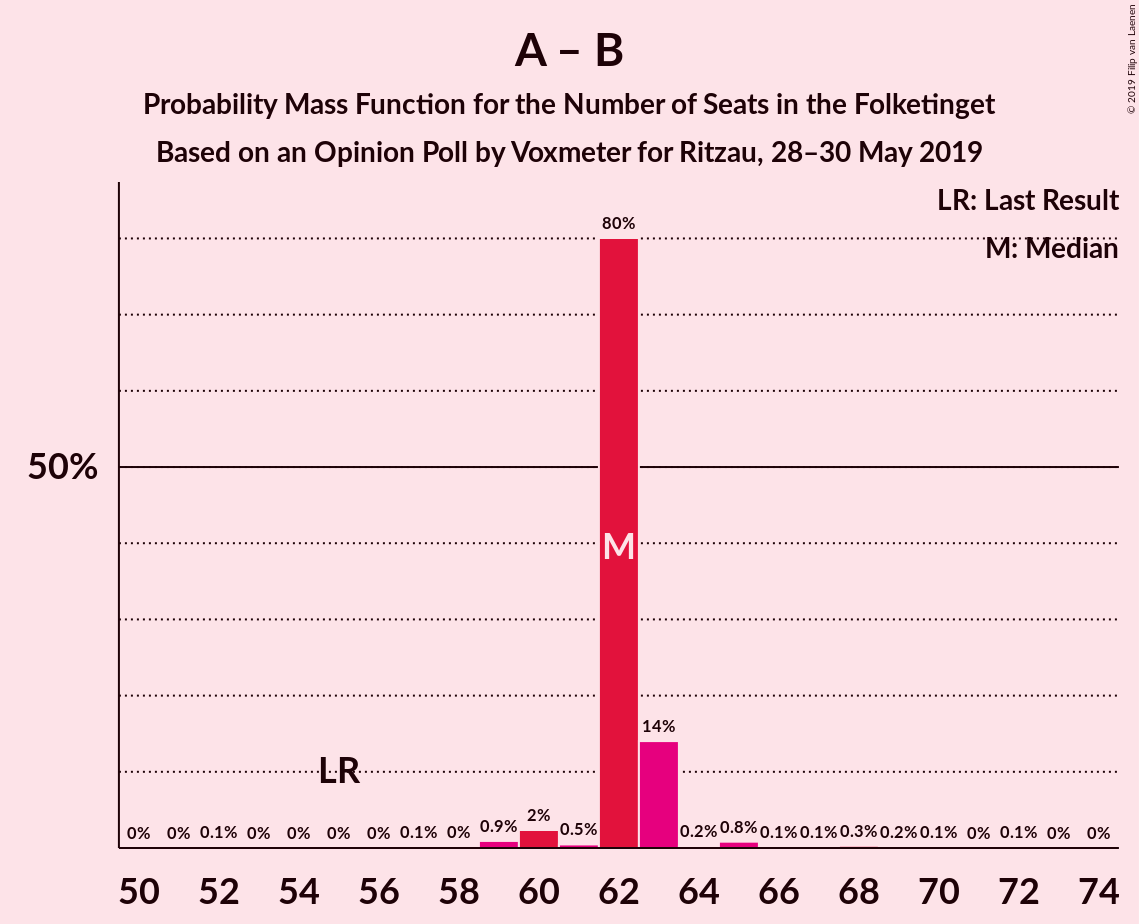 A – B
Probability Mass Function for the Number of Seats in the Folketinget
Based on an Opinion Poll by Voxmeter for Ritzau, 28–30 May 2019
© 2019 Filip van Laenen
LR: Last Result
M: Median
50%
80%
M
14%
LR
0% 0% 0.1% 0% 0% 0% 0% 0.1% 0% 0.9% 2% 0.5% 0.2% 0.8% 0.1% 0.1% 0.3% 0.2% 0.1% 0% 0.1% 0% 0%
50 52 54 56 58 60 62 64 66 68 70 72 74